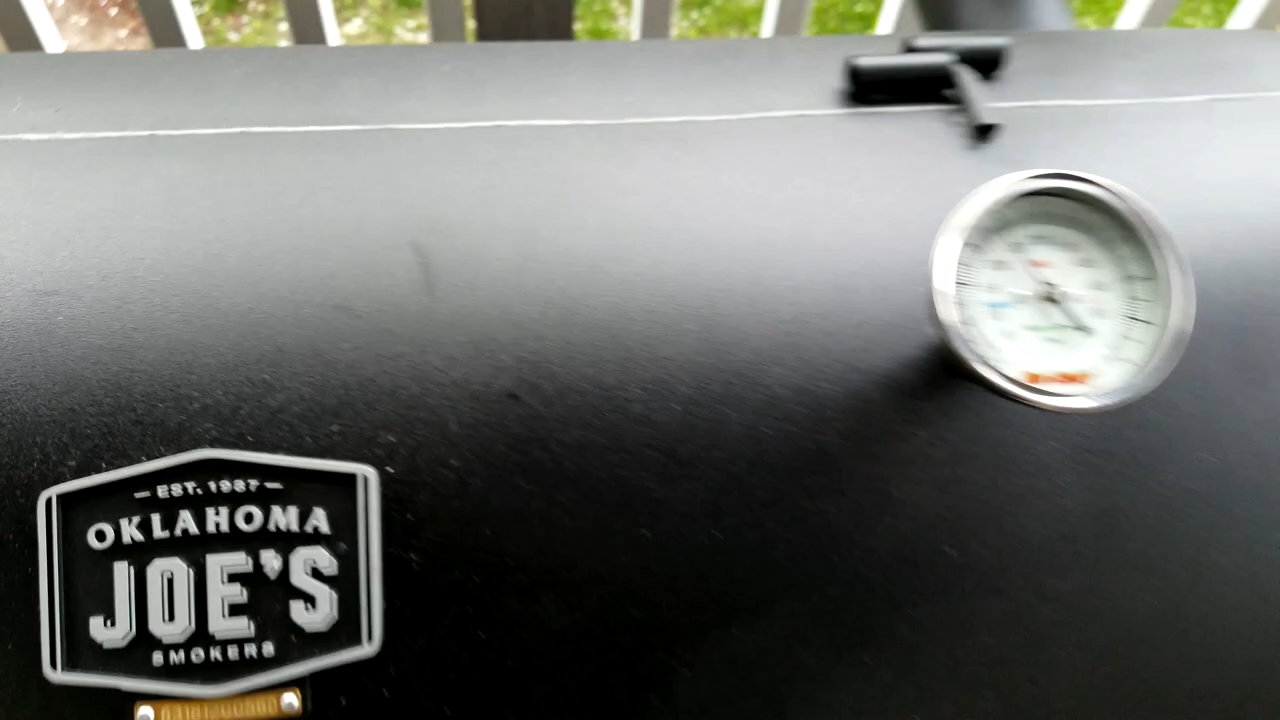 — EST. 1987 —
OKLAHOMA
JOE'S
SMOKERS